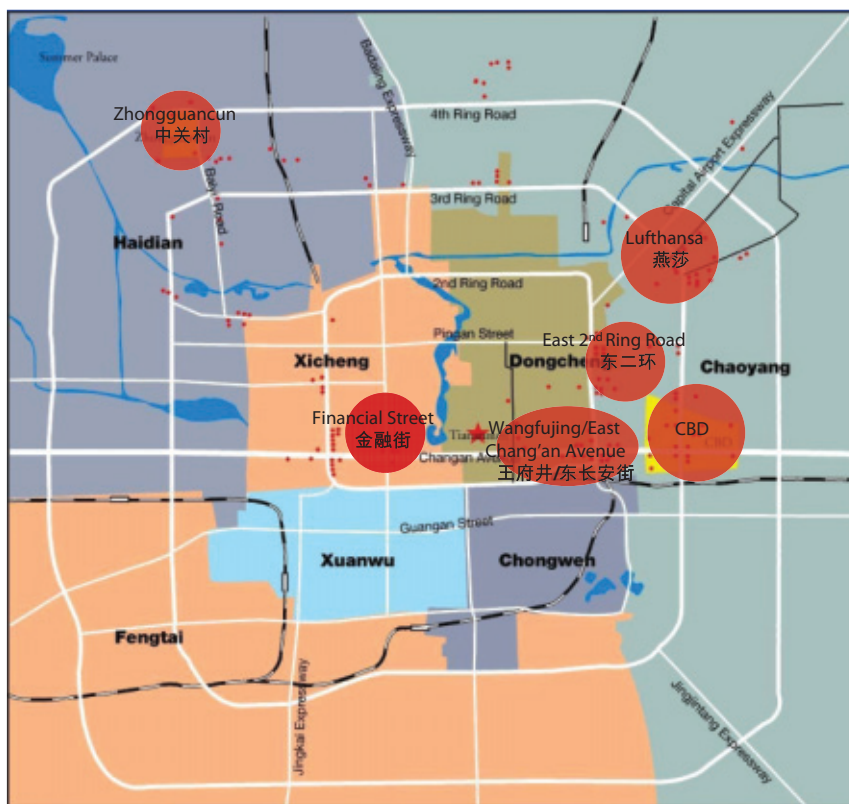 Summer Palace
Badaling Expressway
4th Ring Road
Capital Airport Expressway
Zhongguancun
中关村
Baiyi Road
3rd Ring Road
Haidian
Lufthansa
燕莎
2nd Ring Road
Pingan Street
East 2nd Ring Road
东二环
Xicheng
Dongcheng
Chaoyang
Financial Street
金融街
Wangfujing/East
Chang'an Avenue
王府井/东长安街
CBD
CBD
Changan Ave
Guangan Street
Xuanwu
Chongwen
Fengtai
Jingkai Expressway
Jingjintang Expressway